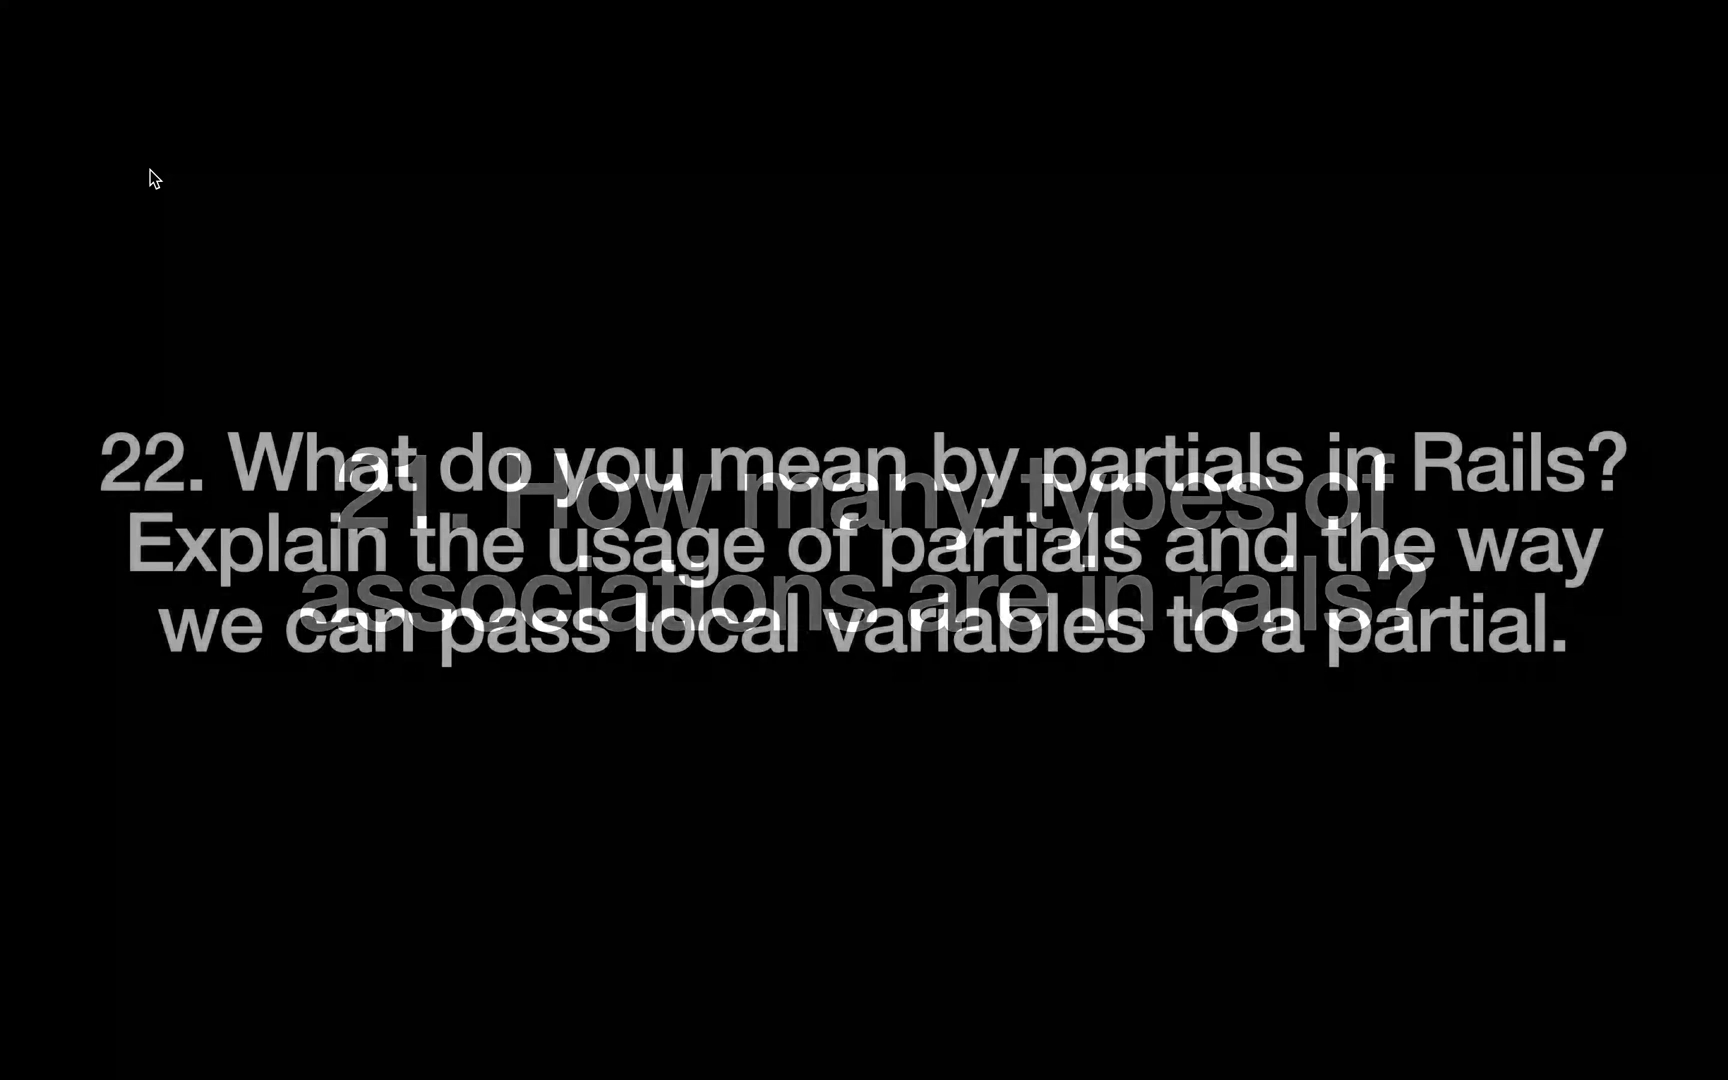 22. What do you mean by partials in Rails?
Explain the usage of partials and the way
we can pass local variables to a partial.
21. How many types of
associations are in rails?